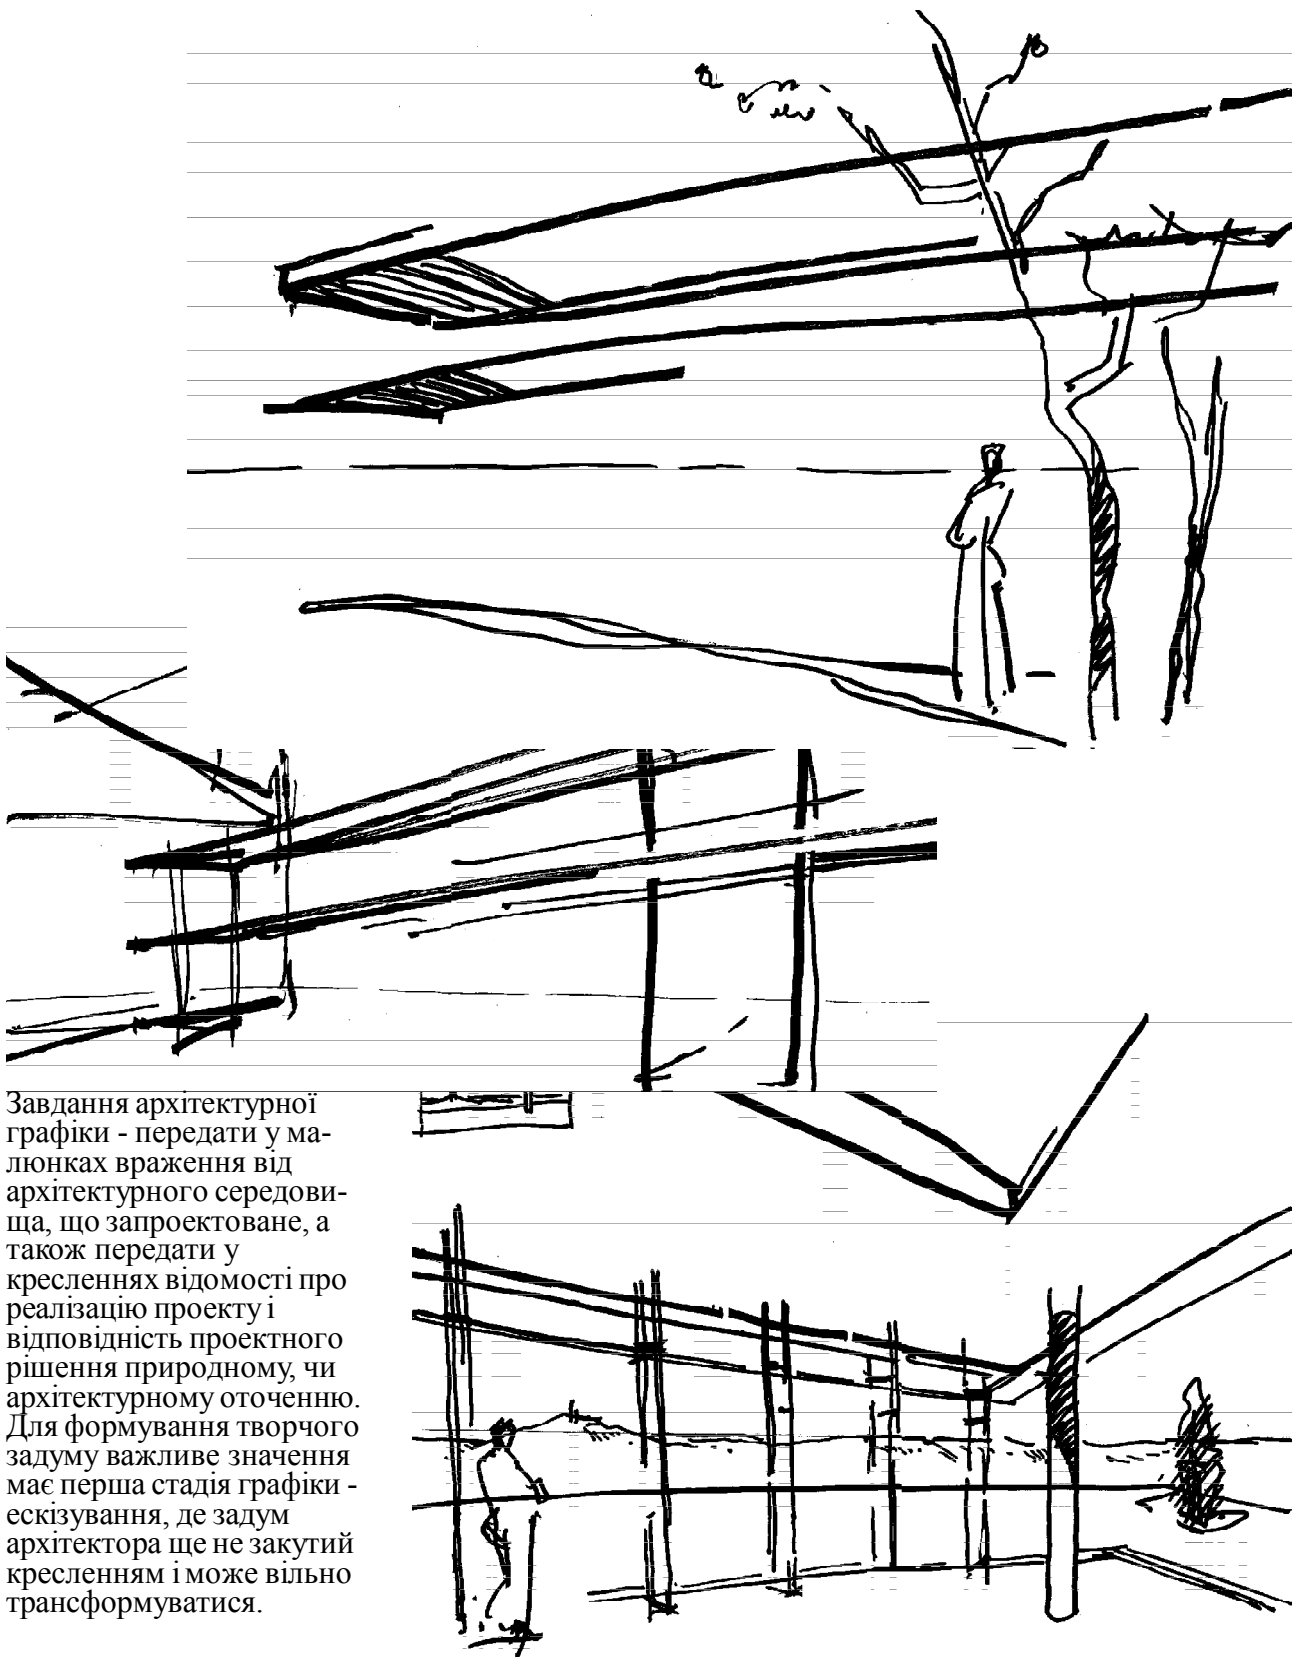 Завдання архітектурної
графіки - передати у ма-
люнках враження від
архітектурного середови-
ща, що запроектоване, а
також передати у
кресленнях відомості про
реалізацію проекту і
відповідність проектного
рішення природному, чи
архітектурному оточенню.
Для формування творчого
задуму важливе значення
має перша стадія графіки -
ескізування, де задум
архітектора ще не закутий
кресленням і може вільно
трансформуватися.